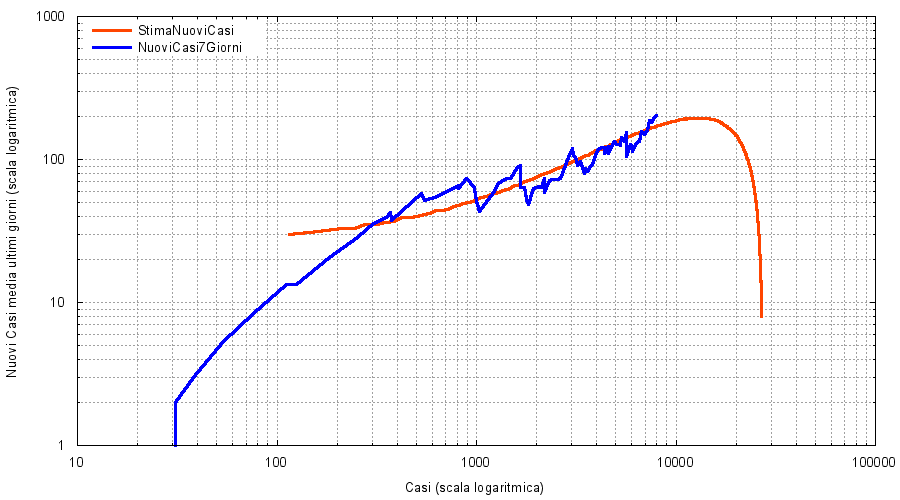 1000
StimaNuoviCasi
NuoviCasi7Giorni
100
10
1
10
100
1000
10000
100000
Nuovi Casi media ultimi giorni (scala logaritmica)
Casi (scala logaritmica)